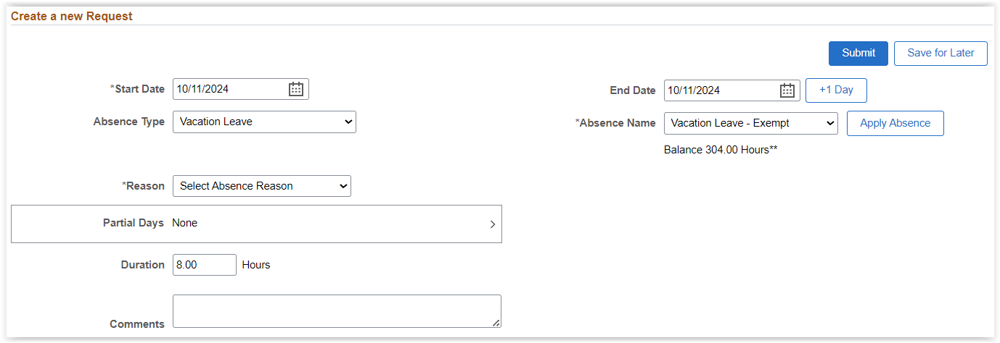 Create a new Request
Submit
Save for Later
*Start Date
10/11/2024
End Date
10/11/2024
+1 Day
Absence Type
Vacation Leave
*Absence Name
Vacation Leave - Exempt
Apply Absence
Balance 304.00 Hours**
*Reason
Select Absence Reason
Partial Days
None
Duration
8.00
Hours
Comments